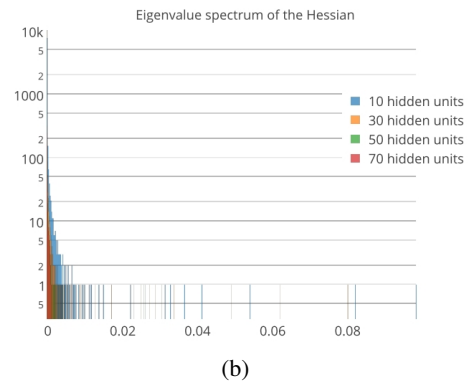 Eigenvalue spectrum of the Hessian
10k
5
2
1000
5
2
100
5
2
10
5
2
1
5
0
0.02
0.04
0.06
0.08
10 hidden units
30 hidden units
50 hidden units
70 hidden units
(b)